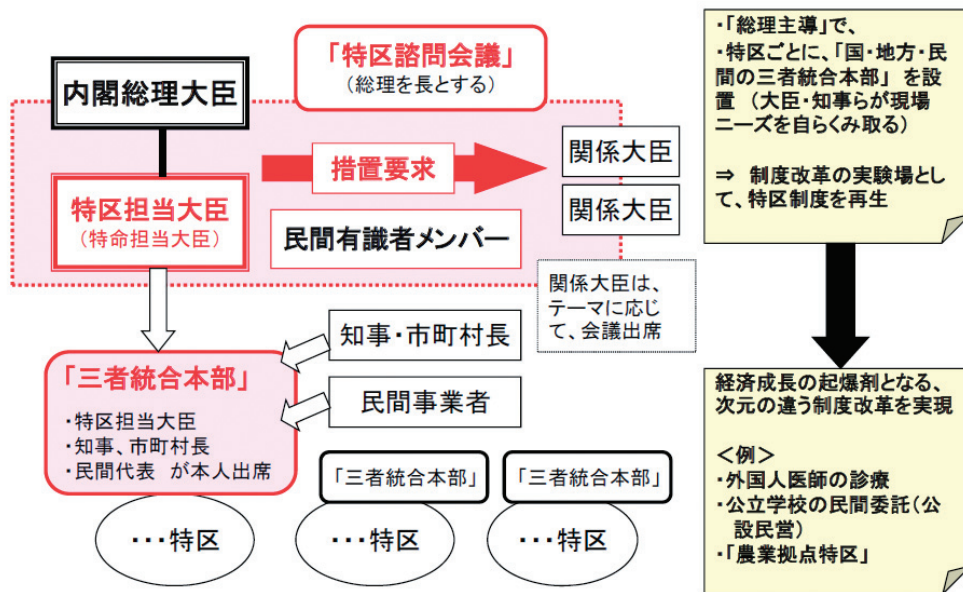 「特区諮問会議」
（総理を長とする）
内閣総理大臣
措置要求
関係大臣
関係大臣
特区担当大臣
（特命担当大臣）
民間有識者メンバー
関係大臣は、
テーマに応じ
て、会議出席
知事・市町村長
民間事業者
「三者統合本部」
・特区担当大臣
・知事、市町村長
・民間代表　が本人出席
「三者統合本部」
「三者統合本部」
・・・特区
・・・特区
・・・特区
・「総理主導」で、
・特区ごとに、「国・地方・民
間の三者統合本部」 を設
置 （大臣・知事らが現場
ニーズを自らくみ取る）
⇒ 制度改革の実験場とし
て、特区制度を再生
経済成長の起爆剤となる、
次元の違う制度改革を実現
＜例＞
・外国人医師の診療
・公立学校の民間委託（公
設民営）
・「農業拠点特区」